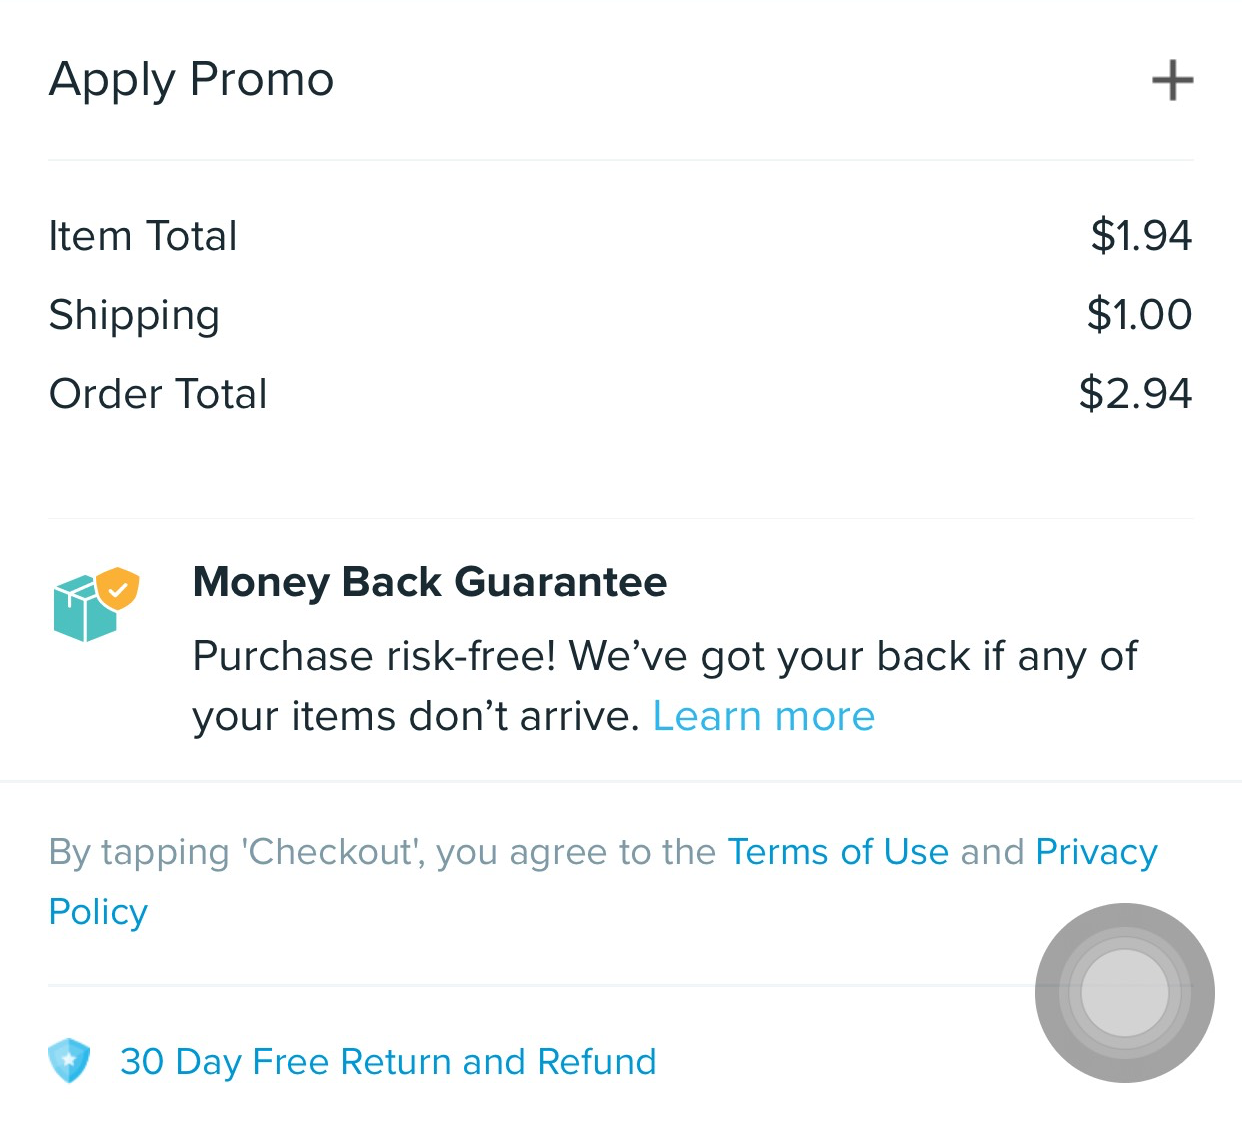 Apply Promo
Item Total $1.94
Shipping $1.00
Order Total $2.94
Money Back Guarantee
Purchase risk-free! We’ve got your back if any of
your items don’t arrive. Learn more
By tapping 'Checkout', you agree to the Terms of Use and Privacy
Policy
30 Day Free Return and Refund